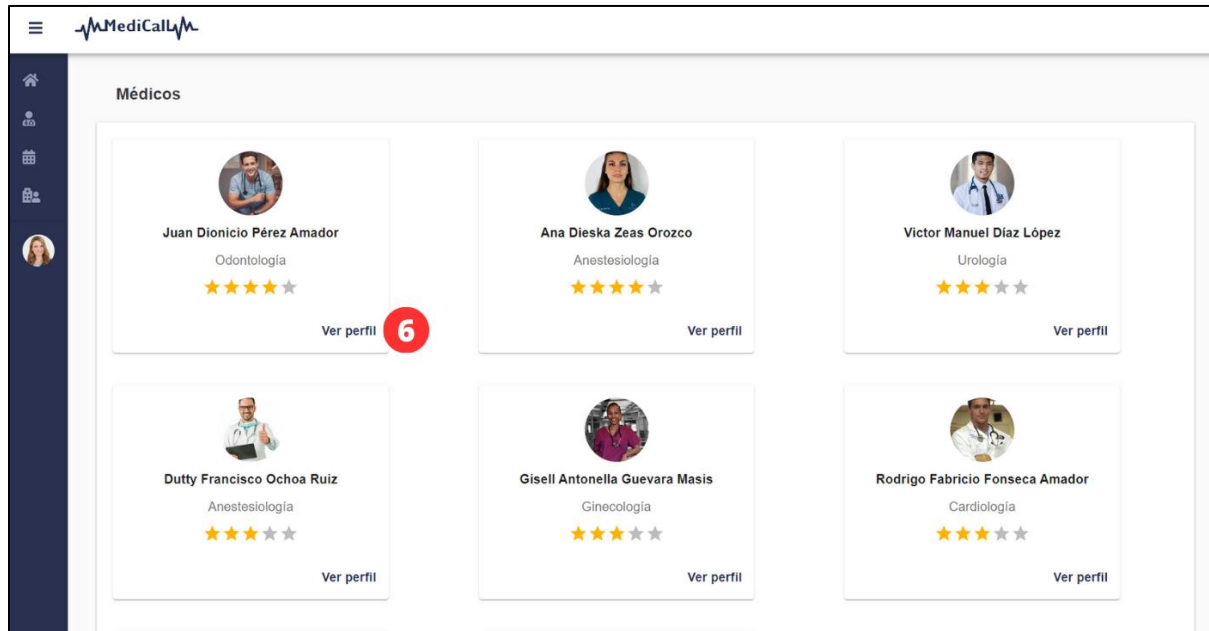 MediCall
Médicos
Juan Dionicio Pérez Amador
Odontología
Ver perfil
6
Ana Dieska Zeas Orozco
Anestesiología
Ver perfil
Victor Manuel Díaz López
Urología
Ver perfil
Dutty Francisco Ochoa Ruiz
Anestesiología
Ver perfil
Gisell Antonella Guevara Masis
Ginecología
Ver perfil
Rodrigo Fabricio Fonseca Amador
Cardiología
Ver perfil